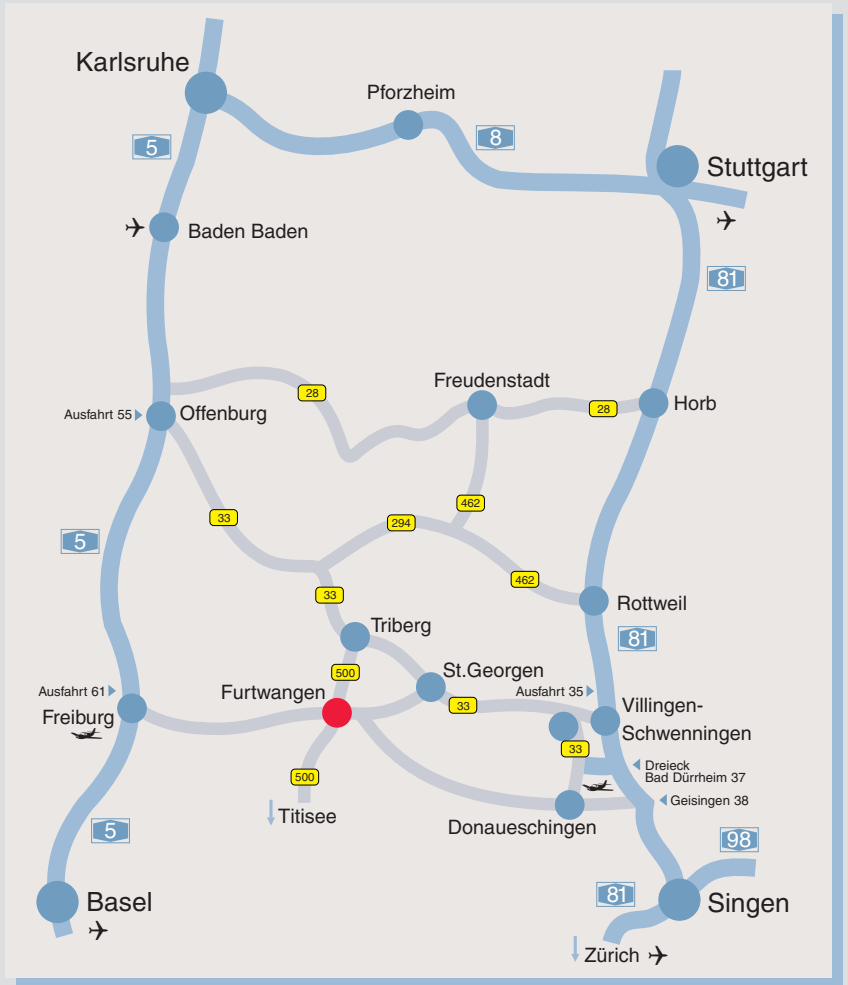 Karlsruhe
Pforzheim
5
8
Stuttgart
Baden Baden
81
28
Freudenstadt
28
Horb
Ausfahrt 55
Offenburg
462
33
294
5
462
33
Rottweil
Triberg
81
500
St.Georgen
Ausfahrt 61
Furtwangen
Ausfahrt 35
Freiburg
33
Villingen-
Schwenningen
33
Dreieck
Bad Dürrheim 37
500
Geisingen 38
Titisee
Donaueschingen
5
98
81
Basel
Singen
Zürich